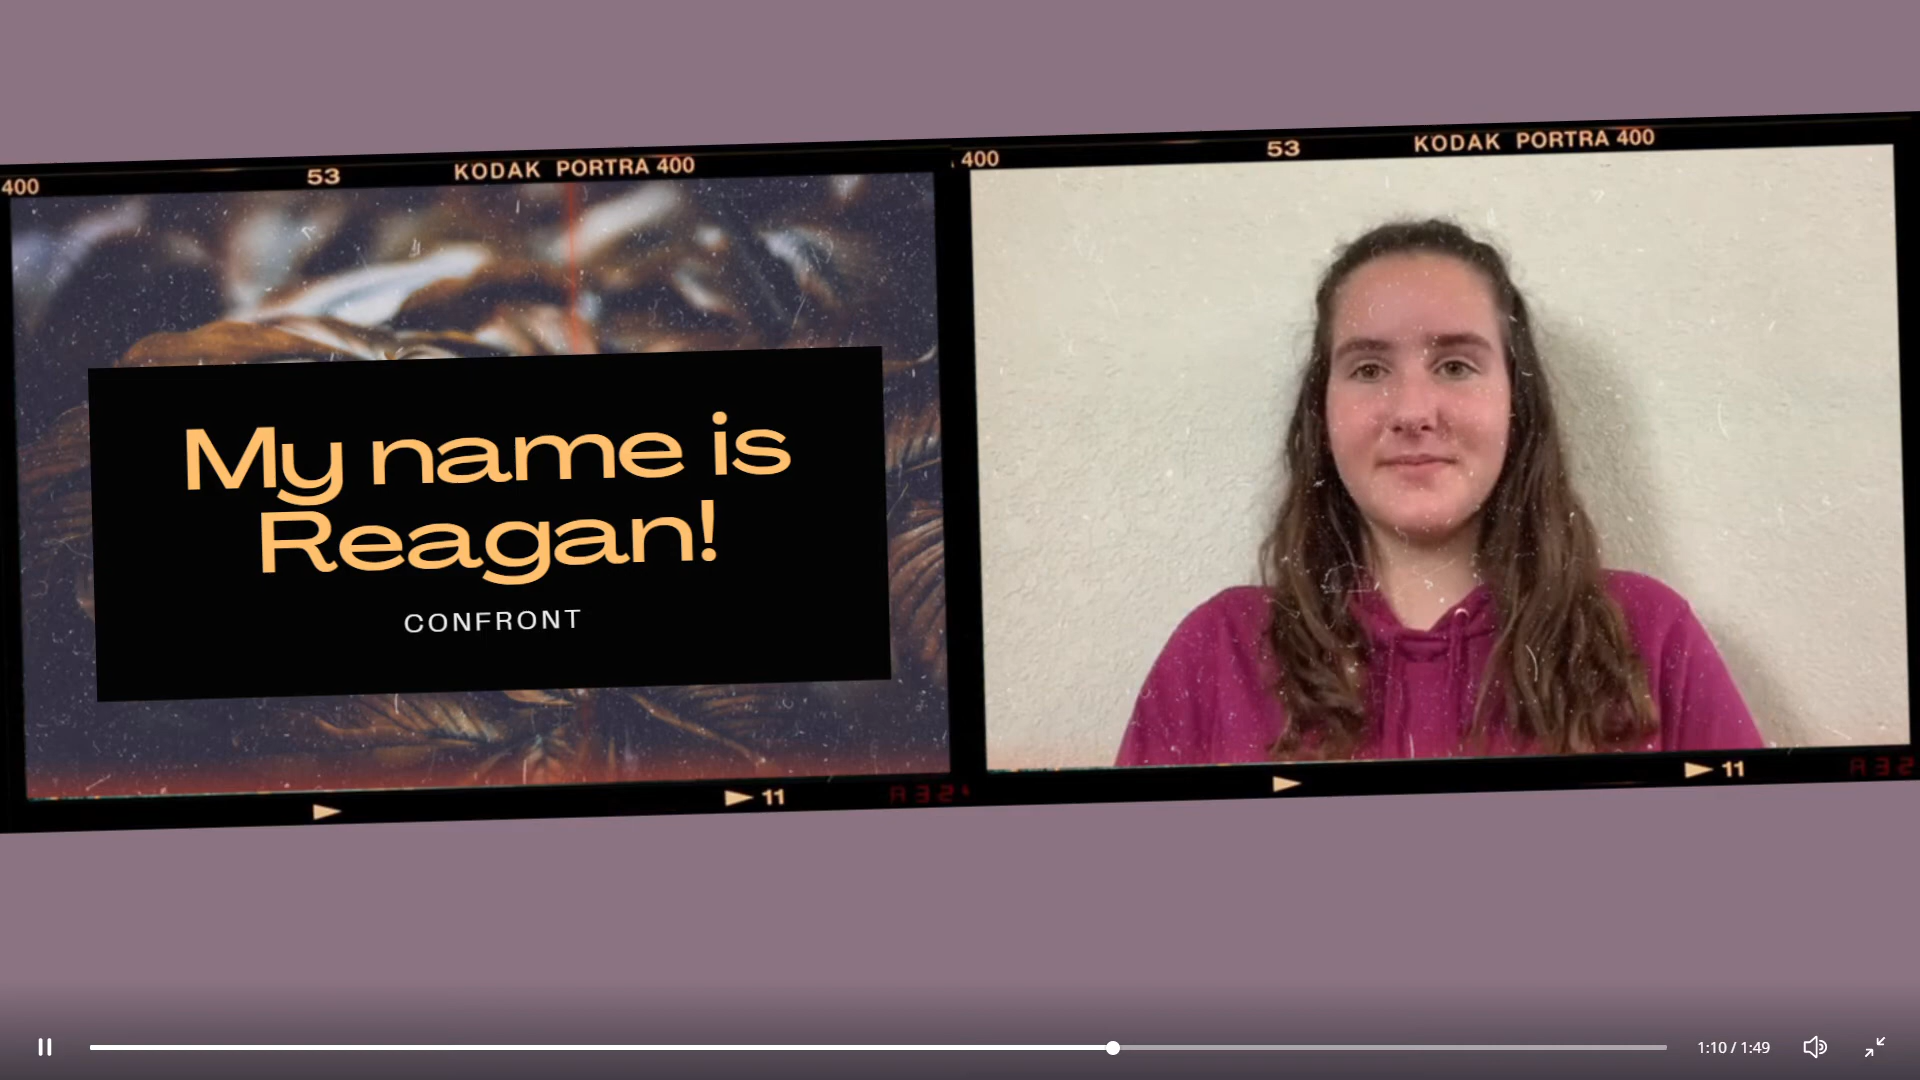 400 53 KODAK PORTRA 400
400 53 KODAK PORTRA 400
My name is
Reagan!
CONFRONT
11
11
1:10 / 1:49